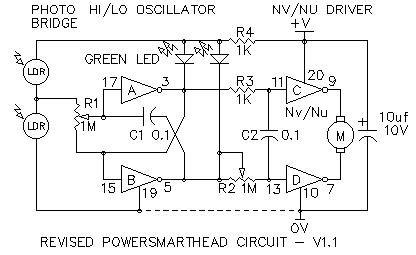 PHOTO HI/LO OSCILLATOR NV/NU DRIVER
BRIDGE
+V
GREEN LED
R4
1K
LDR
17 A 3
R3
1K
11 C 20 9
R1
1M
Nv/Nu
LDR
C1 0.1
C2 0.1
M
10uf
10V
15 B 5
19
R2 1M
13 D 7
10
0V
REVISED POWERSMARTHEAD CIRCUIT - V1.1